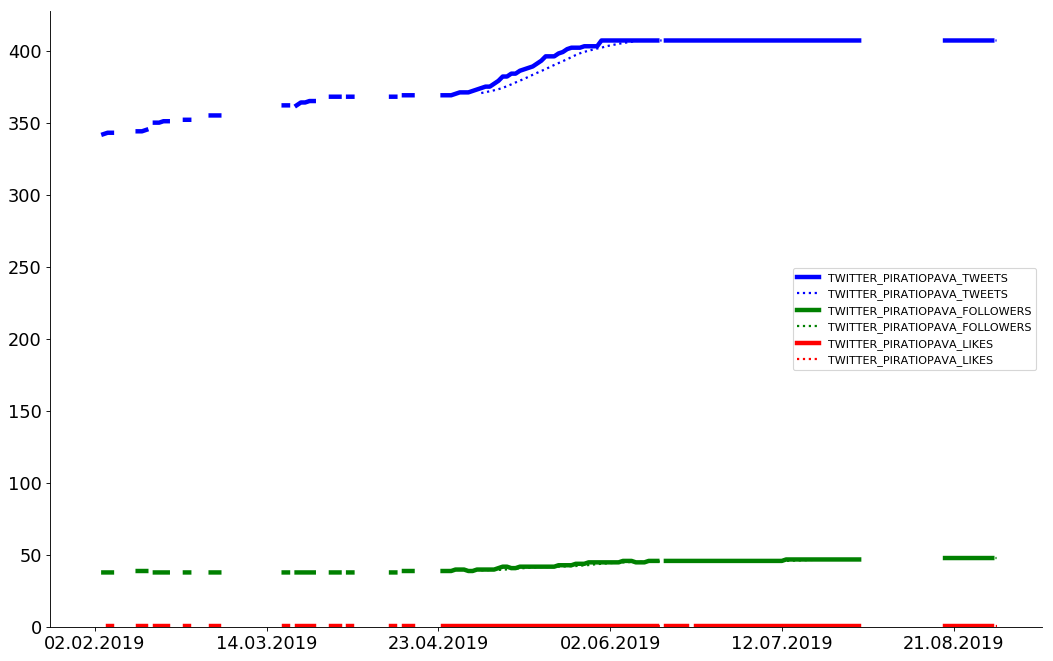 400
350
300
250
200
150
100
50
0
TWITTER_PIRATIOPAVA_TWEETS
TWITTER_PIRATIOPAVA_TWEETS
TWITTER_PIRATIOPAVA_FOLLOWERS
TWITTER_PIRATIOPAVA_FOLLOWERS
TWITTER_PIRATIOPAVA_LIKES
TWITTER_PIRATIOPAVA_LIKES
02.02.2019 14.03.2019 23.04.2019 02.06.2019 12.07.2019 21.08.2019